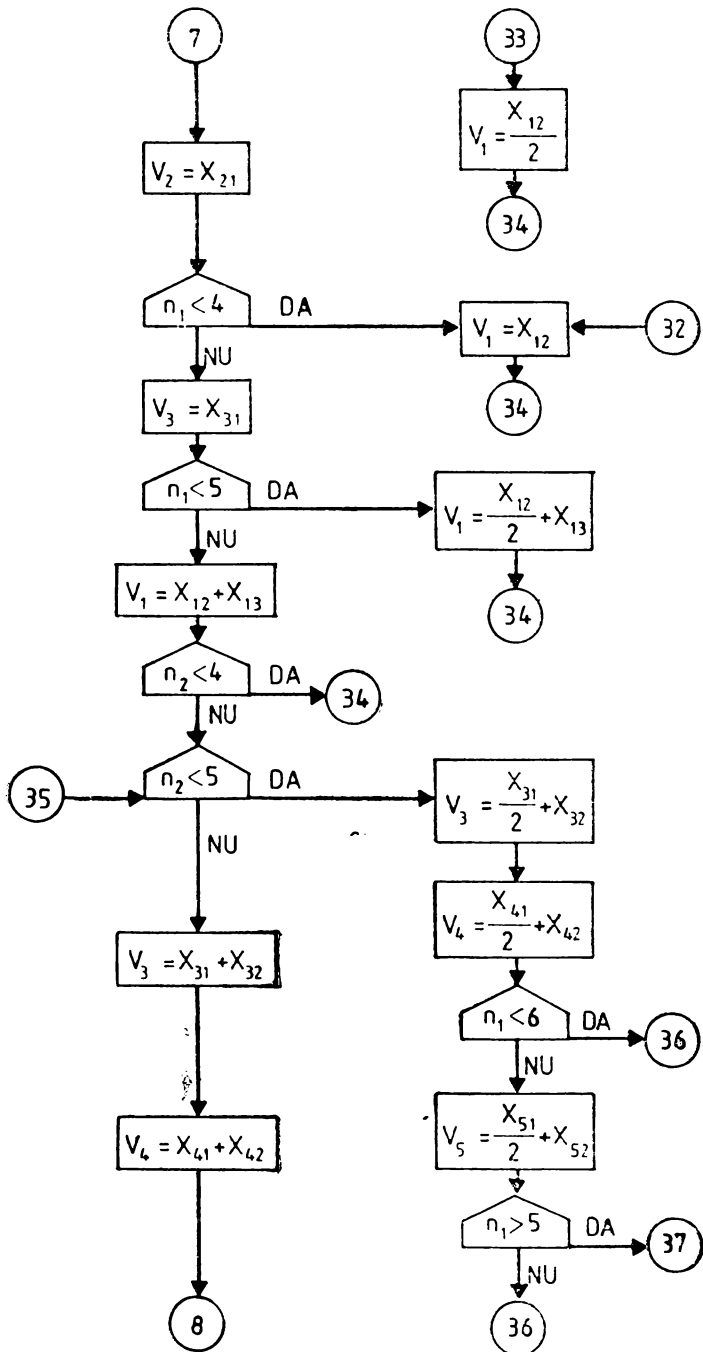 7
V₂ = X₂₁
n₁ < 4
DA
NU
V₃ = X₃₁
n₁ < 5
DA
NU
V₁ = X₁₂ + X₁₃
n₂ < 4
DA
34
NU
35
n₂ < 5
DA
NU
V₃ = X₃₁ + X₃₂
V₄ = X₄₁ + X₄₂
8
33
V₁ = X₁₂/2
34
V₁ = X₁₂
32
34
V₁ = X₁₂/2 + X₁₃
34
V₃ = X₃₁/2 + X₃₂
V₄ = X₄₁/2 + X₄₂
n₁ < 6
DA
36
NU
V₅ = X₅₁/2 + X₅₂
n₁ > 5
DA
37
NU
36